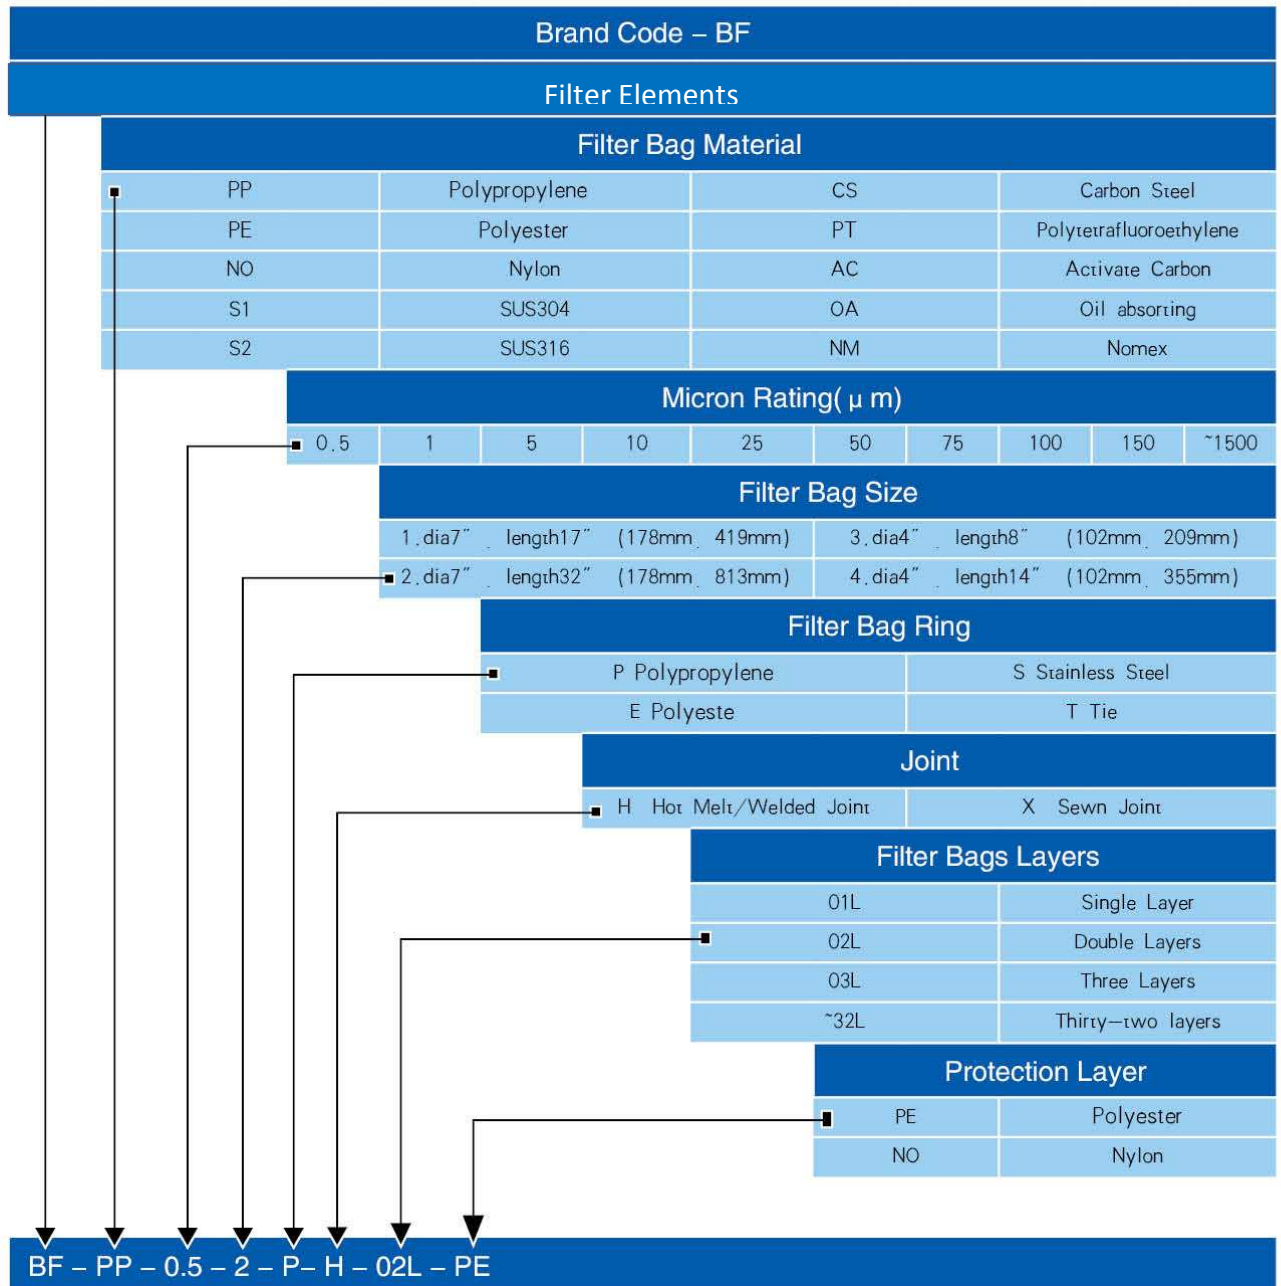 Brand Code – BF
Filter Elements
Filter Bag Material
PP Polypropylene CS Carbon Steel
PE Polyester PT Polytetrafluoroethylene
NO Nylon AC Activate Carbon
S1 SUS304 OA Oil absorting
S2 SUS316 NM Nomex
Micron Rating( μ m)
0.5 1 5 10 25 50 75 100 150 ~1500
Filter Bag Size
1.dia7″ . length17″ (178mm . 419mm) 3.dia4″ . length8″ (102mm . 209mm)
2.dia7″ . length32″ (178mm . 813mm) 4.dia4″ . length14″ (102mm . 355mm)
Filter Bag Ring
P Polypropylene S Stainless Steel
E Polyeste T Tie
Joint
H Hot Melt/Welded Joint X Sewn Joint
Filter Bags Layers
01L Single Layer
02L Double Layers
03L Three Layers
~32L Thirty—two layers
Protection Layer
PE Polyester
NO Nylon
BF – PP – 0.5 – 2 – P– H – 02L – PE